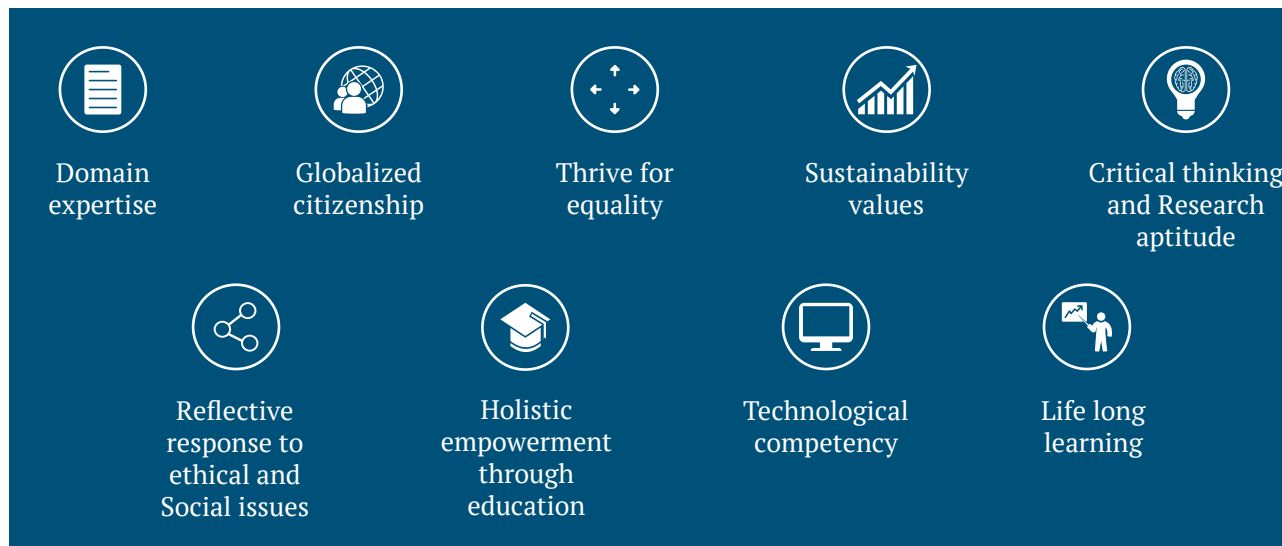 Domain
expertise
Globalized
citizenship
Thrive for
equality
Sustainability
values
Critical thinking
and Research
aptitude
Reflective
response to
ethical and
Social issues
Holistic
empowerment
through
education
Technological
competency
Life long
learning